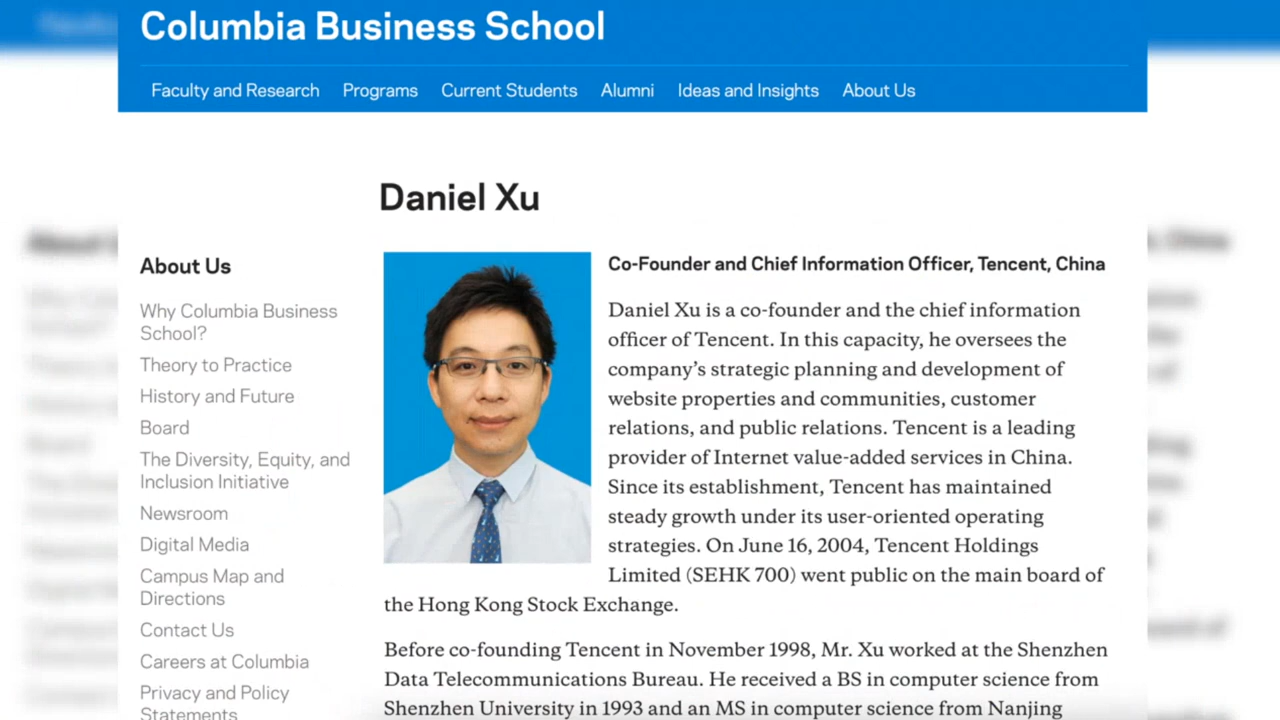 Columbia Business School
Faculty and Research Programs Current Students Alumni Ideas and Insights About Us
Daniel Xu
About Us
Why Columbia Business
School?
Theory to Practice
History and Future
Board
The Diversity, Equity, and
Inclusion Initiative
Newsroom
Digital Media
Campus Map and
Directions
Contact Us
Careers at Columbia
Privacy and Policy
Statements
Co-Founder and Chief Information Officer, Tencent, China
Daniel Xu is a co-founder and the chief information
officer of Tencent. In this capacity, he oversees the
company’s strategic planning and development of
website properties and communities, customer
relations, and public relations. Tencent is a leading
provider of Internet value-added services in China.
Since its establishment, Tencent has maintained
steady growth under its user-oriented operating
strategies. On June 16, 2004, Tencent Holdings
Limited (SEHK 700) went public on the main board of
the Hong Kong Stock Exchange.
Before co-founding Tencent in November 1998, Mr. Xu worked at the Shenzhen
Data Telecommunications Bureau. He received a BS in computer science from
Shenzhen University in 1993 and an MS in computer science from Nanjing